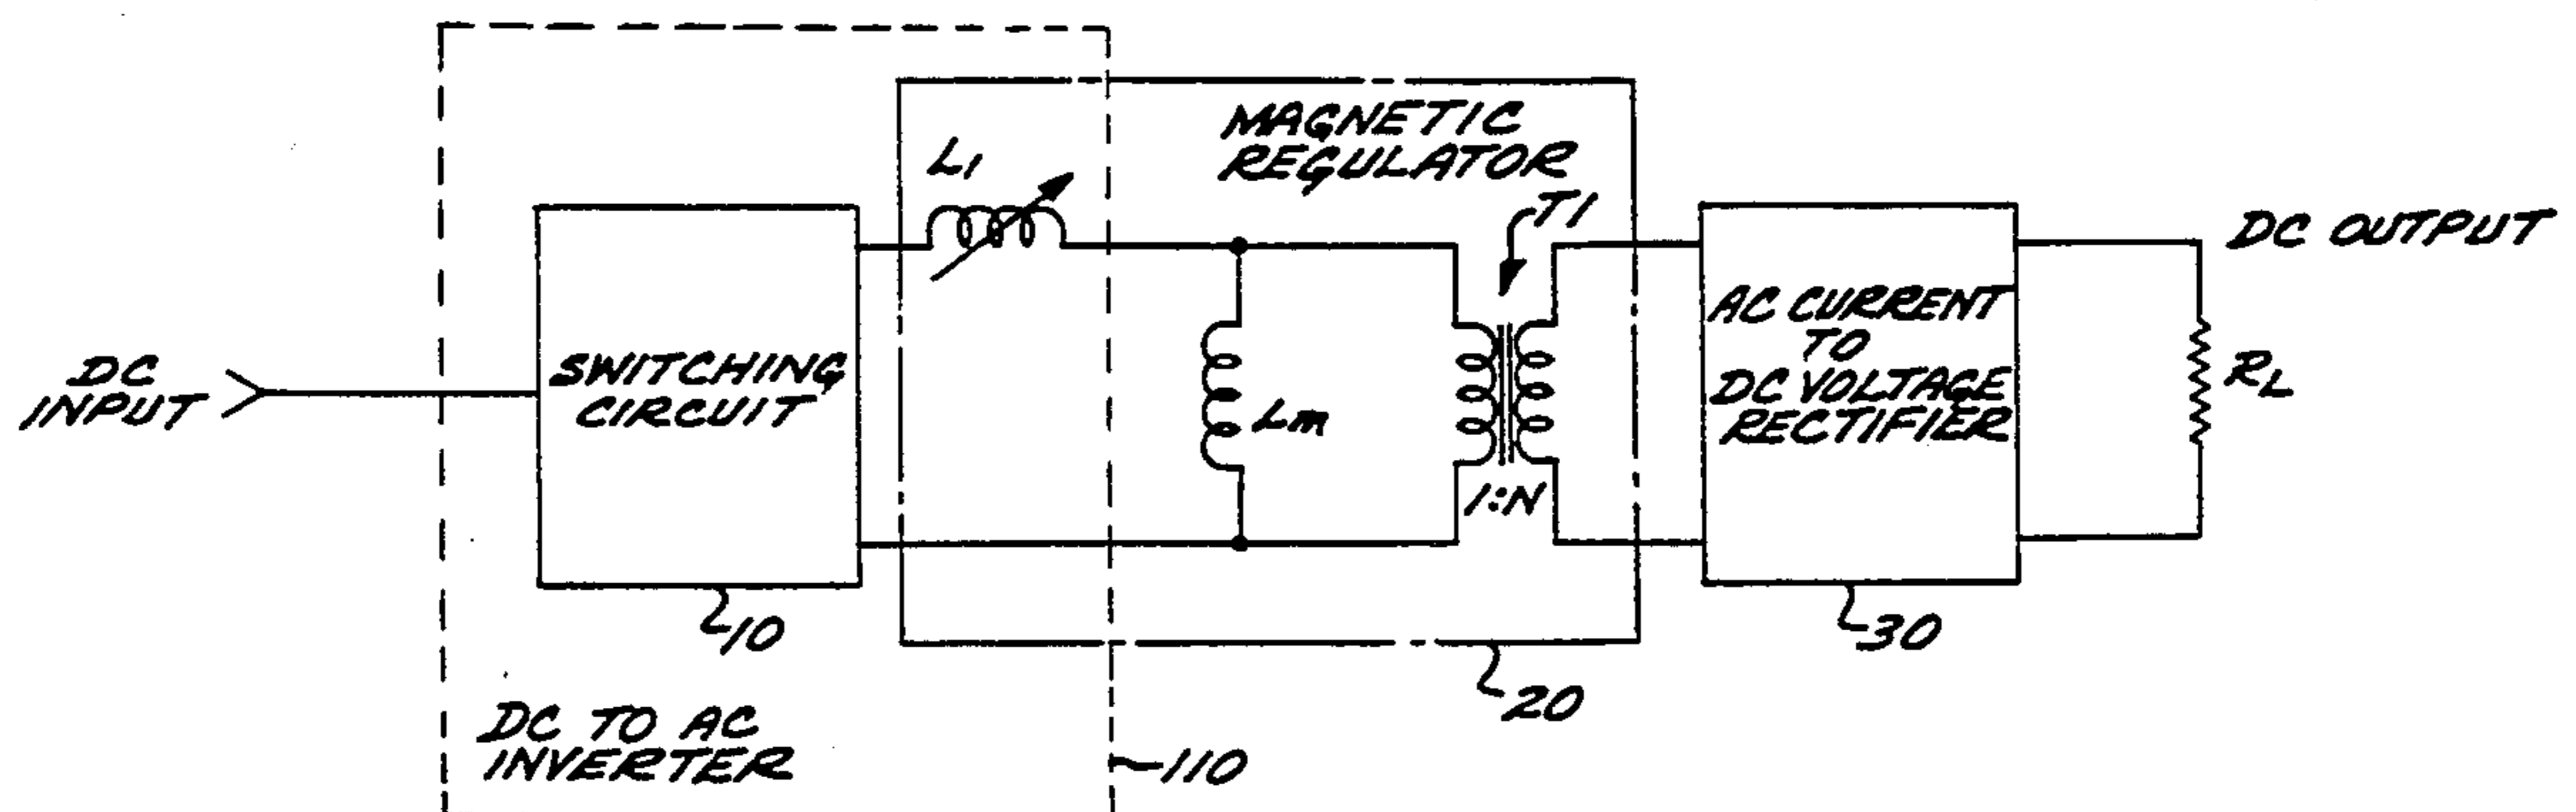 MAGNETIC
REGULATOR
L1
T1
DC OUTPUT
DC
INPUT
SWITCHING
CIRCUIT
Lm
1:N
AC CURRENT
TO
DC VOLTAGE
RECTIFIER
RL
10
20
30
DC TO AC
INVERTER
110